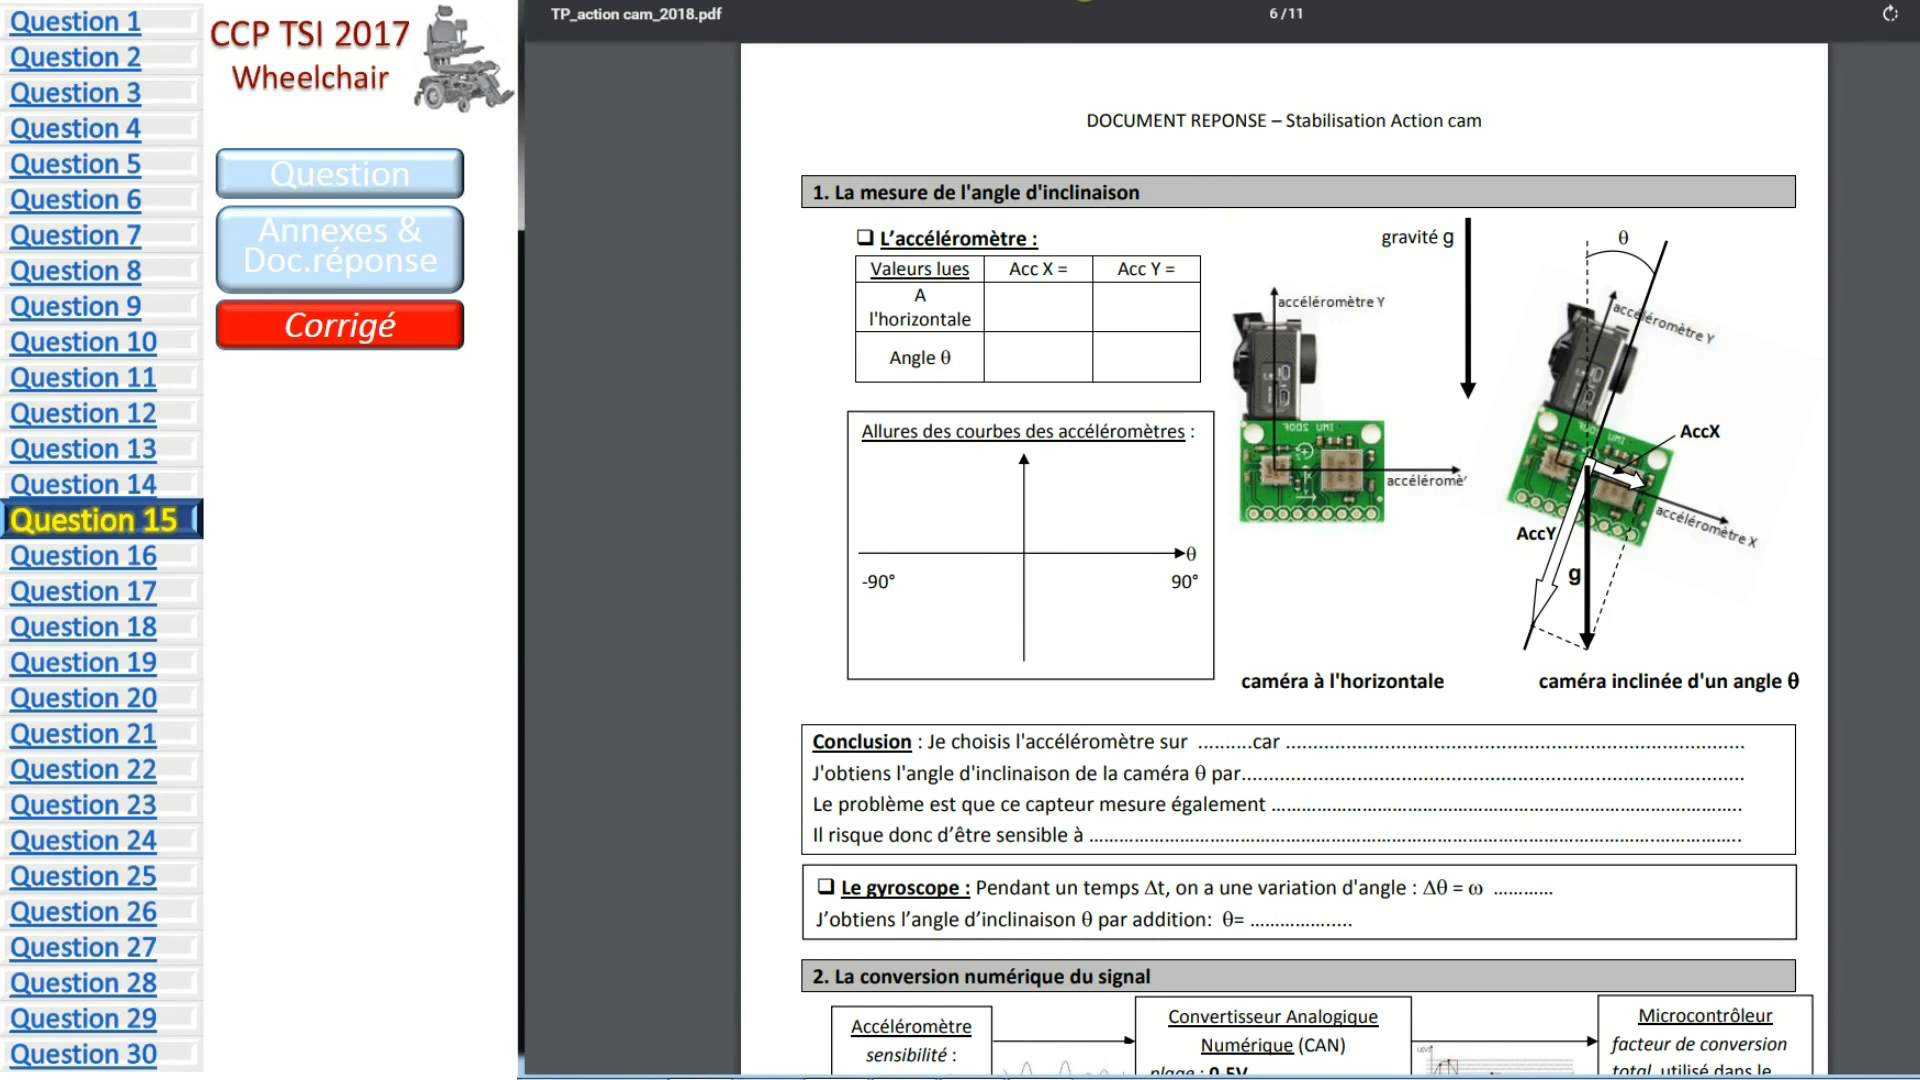 Question 1
Question 2
Question 3
Question 4
Question 5
Question 6
Question 7
Question 8
Question 9
Question 10
Question 11
Question 12
Question 13
Question 14
Question 15
Question 16
Question 17
Question 18
Question 19
Question 20
Question 21
Question 22
Question 23
Question 24
Question 25
Question 26
Question 27
Question 28
Question 29
Question 30
CCP TSI 2017
Wheelchair
Question
Annexes &
Doc.réponse
Corrigé
TP_action cam_2018.pdf
6 / 11
DOCUMENT REPONSE – Stabilisation Action cam
1. La mesure de l'angle d'inclinaison
❑ L'accéléromètre :
Valeurs lues Acc X = Acc Y =
A
l'horizontale
Angle θ
Allures des courbes des accéléromètres :
θ
-90° 90°
gravité g
accéléromètre Y
accélérome
caméra à l'horizontale
θ
accéléromètre Y
AccX
accéléromètre X
AccY
g
caméra inclinée d'un angle θ
Conclusion : Je choisis l'accéléromètre sur ..........car ................................................................................
J'obtiens l'angle d'inclinaison de la caméra θ par........................................................................................
Le problème est que ce capteur mesure également ..................................................................................
Il risque donc d'être sensible à ....................................................................................................................
❑ Le gyroscope : Pendant un temps Δt, on a une variation d'angle : Δθ = ω ............
J'obtiens l'angle d'inclinaison θ par addition: θ= ....................
2. La conversion numérique du signal
Accéléromètre
sensibilité :
Convertisseur Analogique
Numérique (CAN)
plage : 0-5V
Microcontrôleur
facteur de conversion
total utilisé dans le